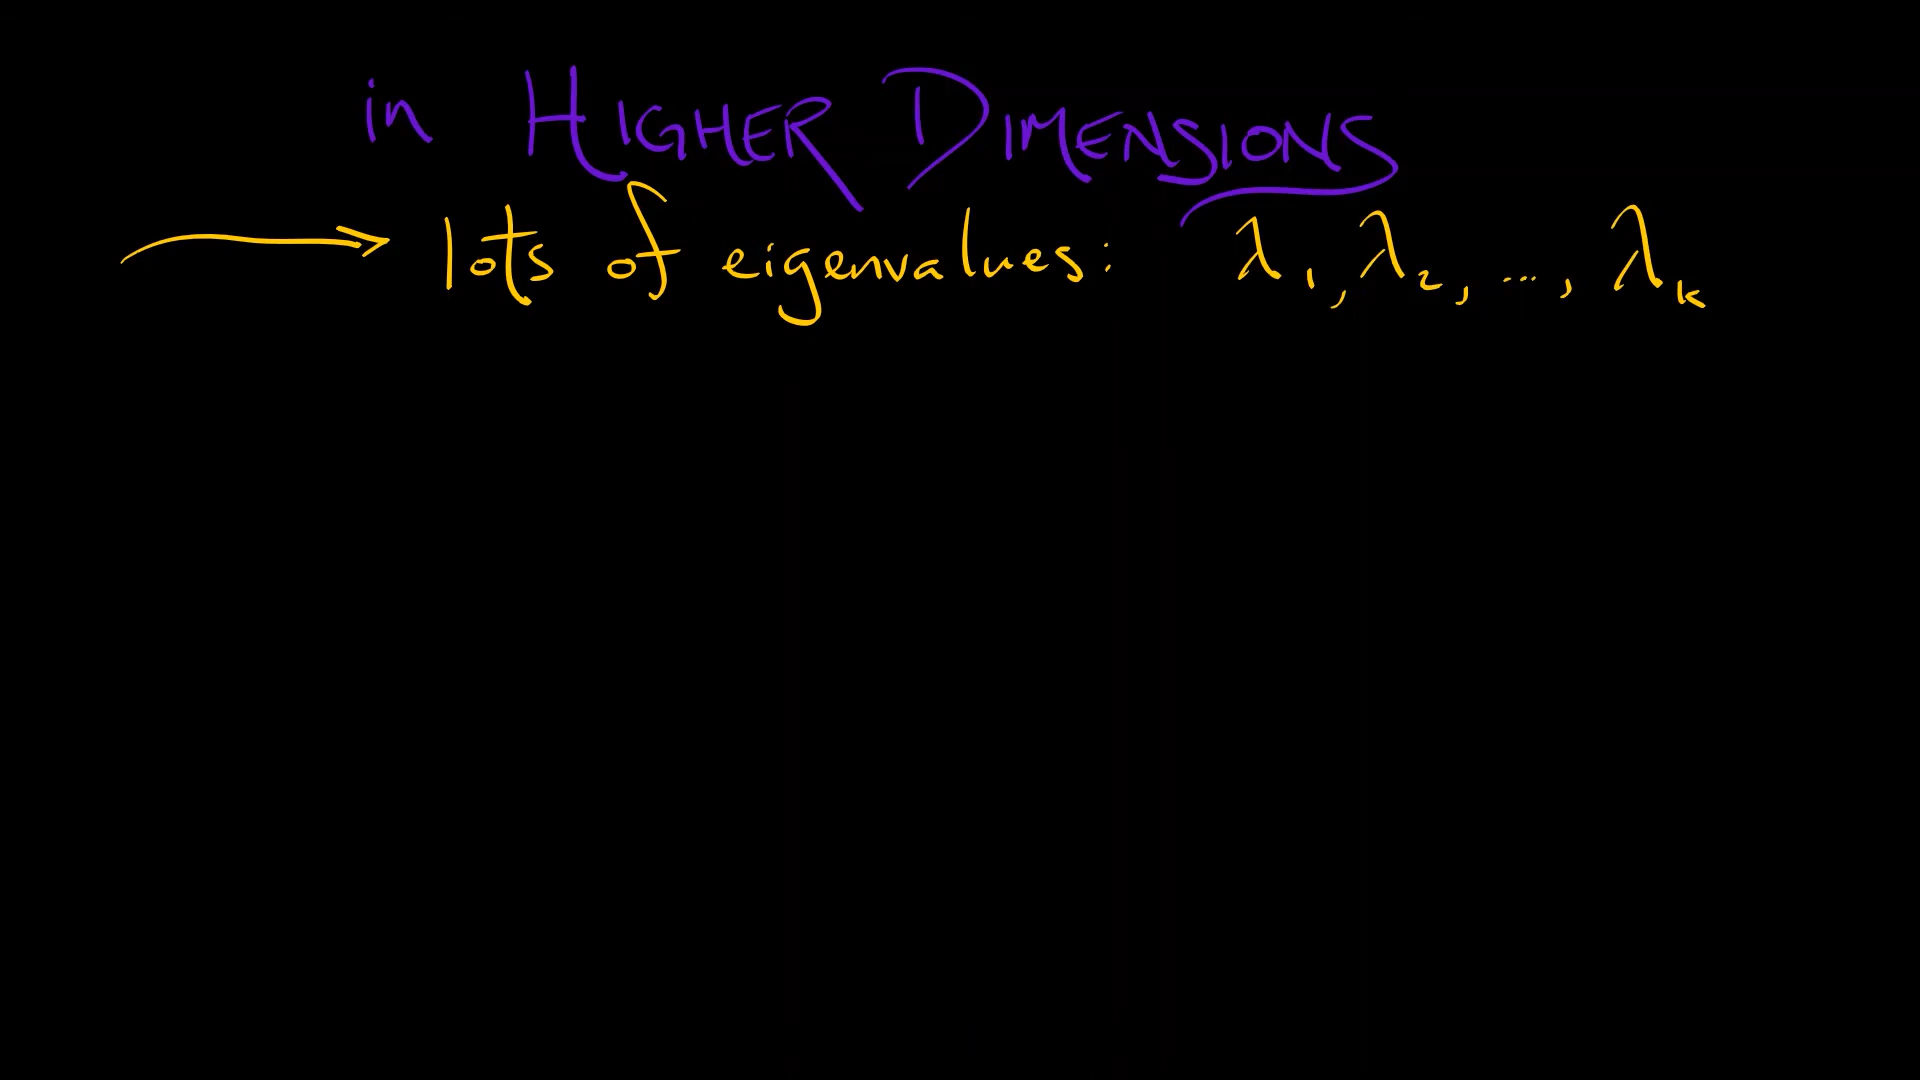 in HIGHER DIMENSIONS
lots of eigenvalues: λ₁, λ₂, ..., λₖ